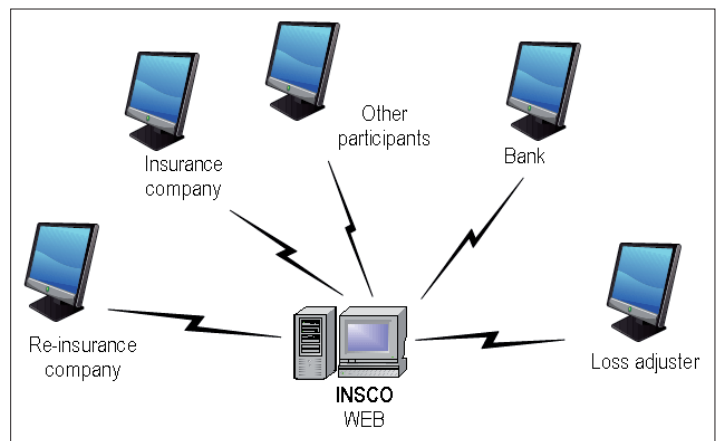 Other
participants
Insurance
company
Bank
Re-insurance
company
Loss adjuster
INSCO
WEB